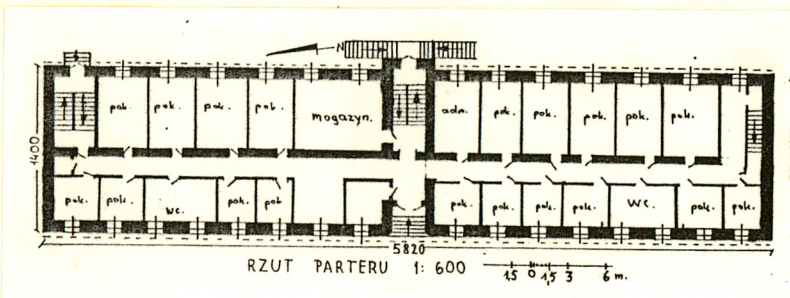 N
pok. pok. pok. pok. magazyn. adm. pok. pok. pok. pok. pok.
1400
pok. pok. wc. pok. pok pok. pok. pok. pok. WC. pok. pok.
5820
RZUT PARTERU 1:600 1,5 0 1,5 3 6 m.